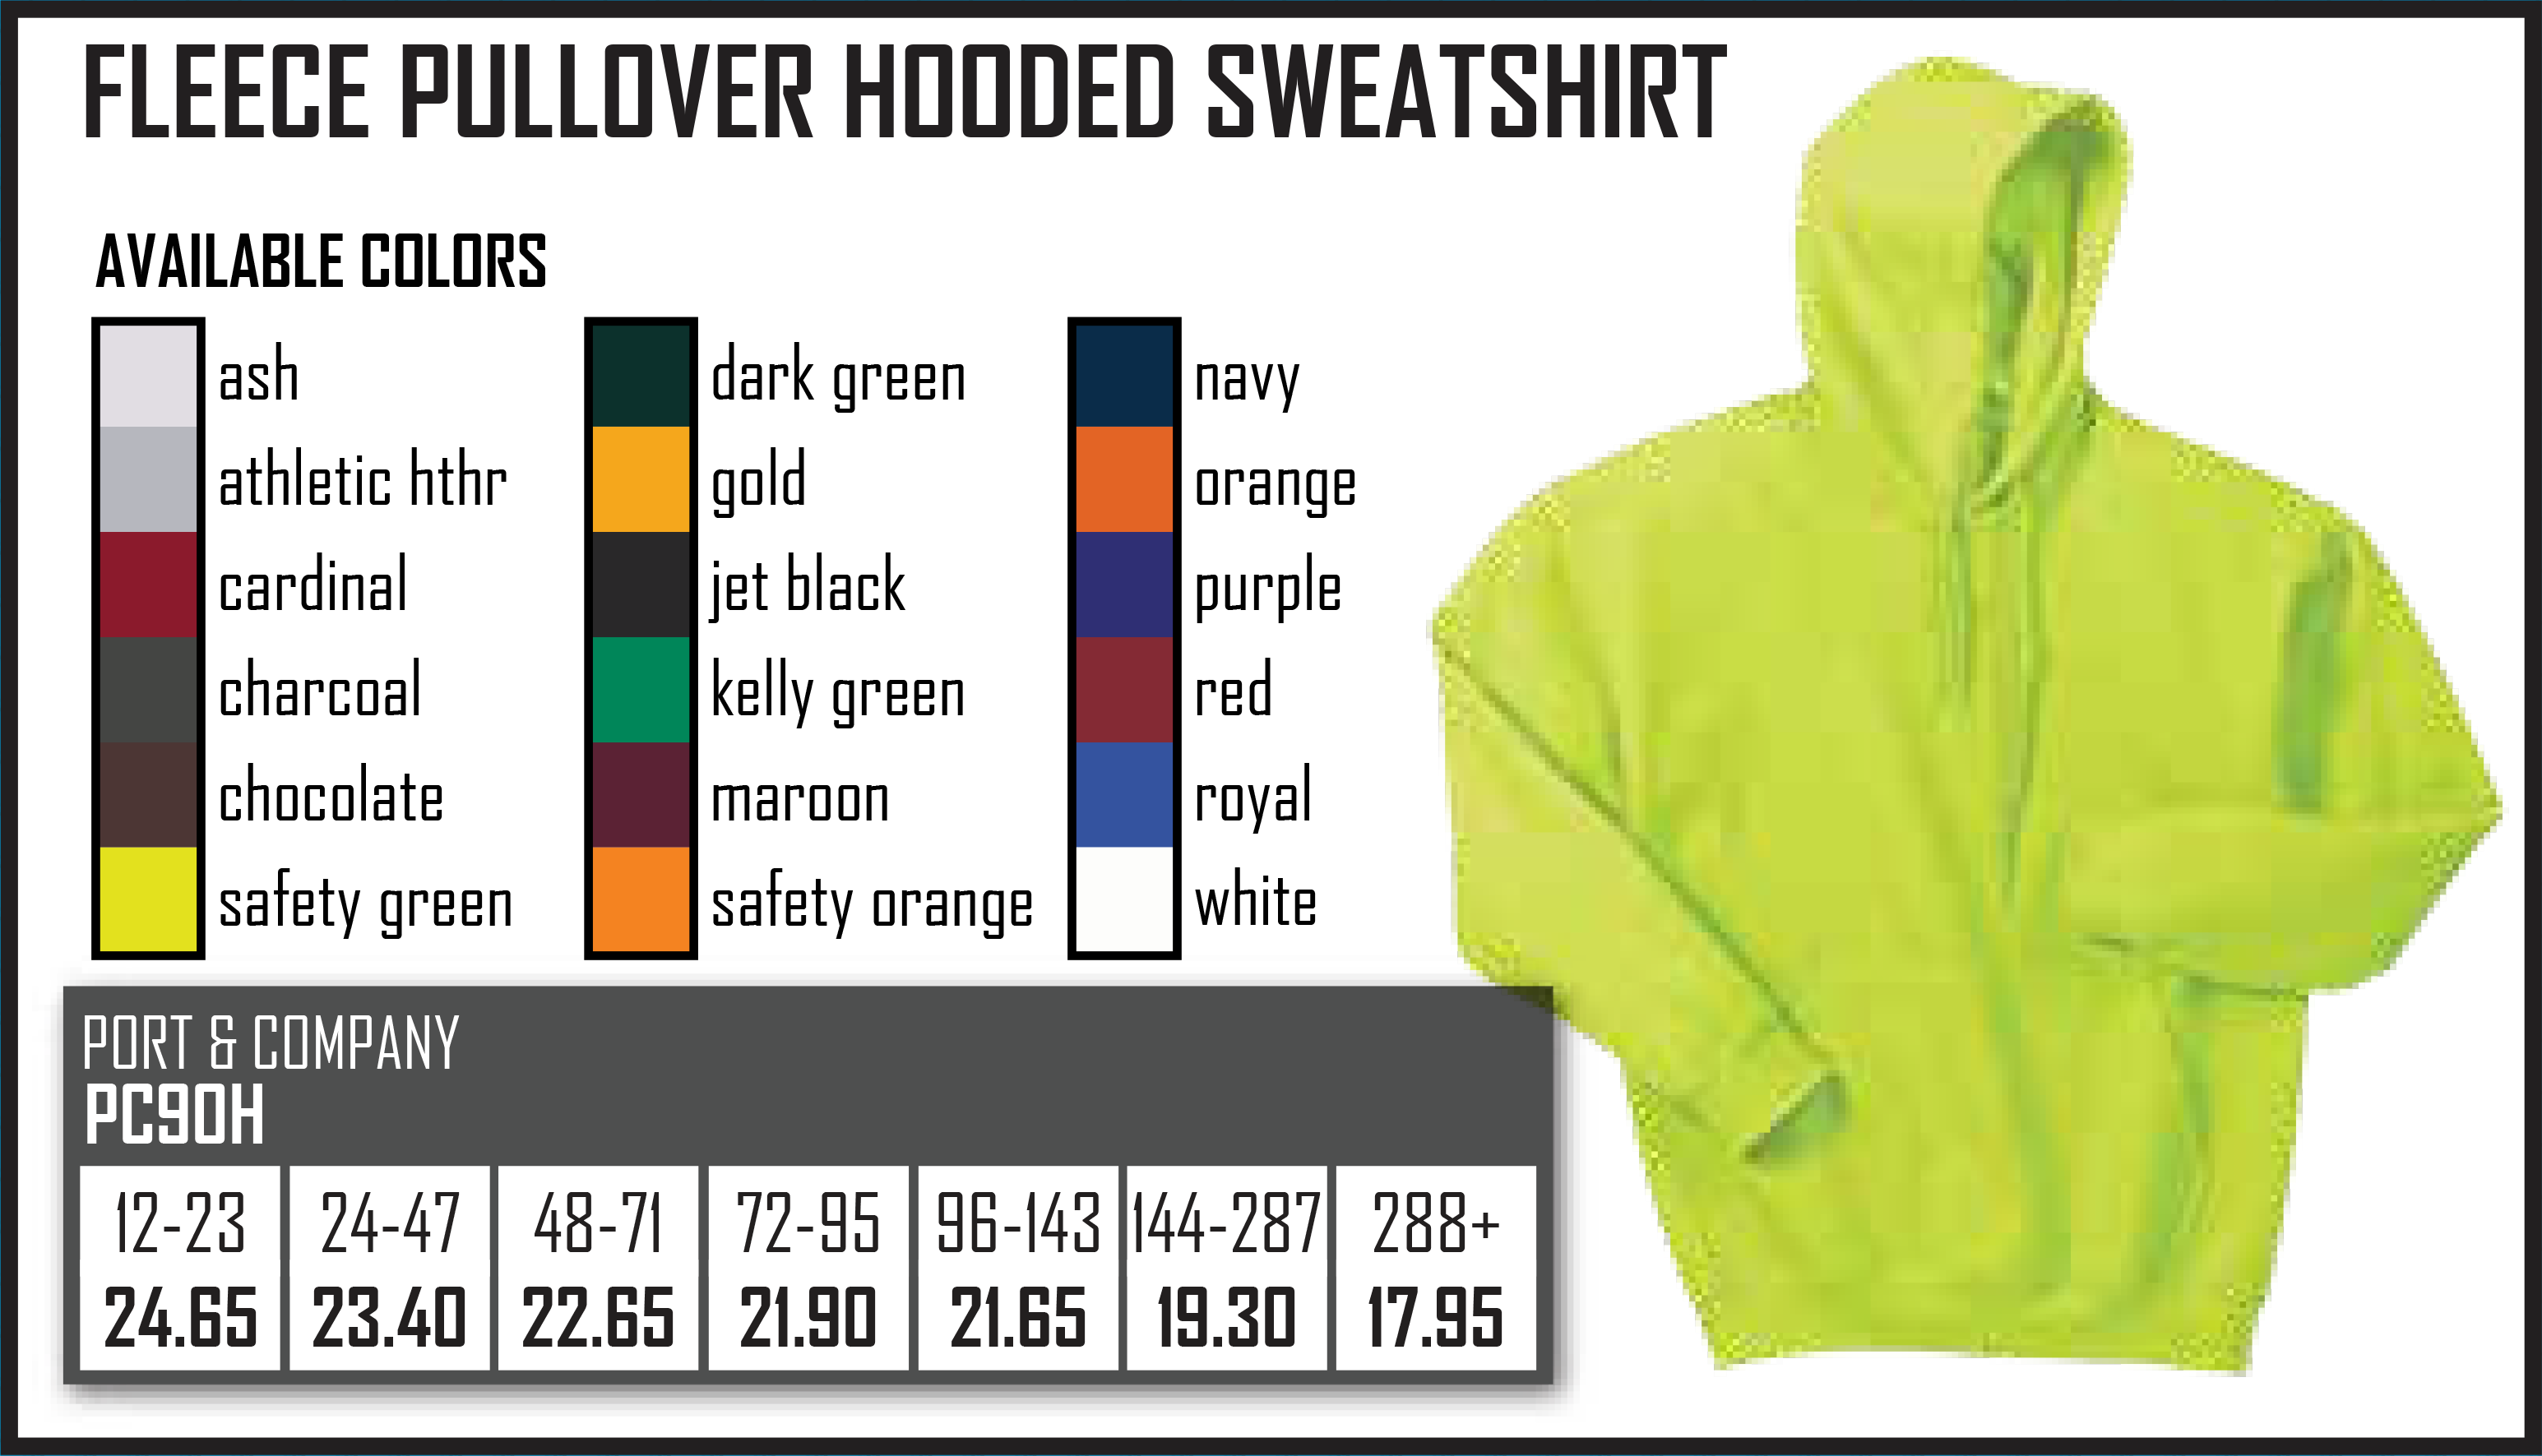 FLEECE PULLOVER HOODED SWEATSHIRT
AVAILABLE COLORS
ash
athletic hthr
cardinal
charcoal
chocolate
safety green
dark green
gold
jet black
kelly green
maroon
safety orange
navy
orange
purple
red
royal
white
PORT & COMPANY
PC90H
12-23 24-47 48-71 72-95 96-143 144-287 288+
24.65 23.40 22.65 21.90 21.65 19.30 17.95